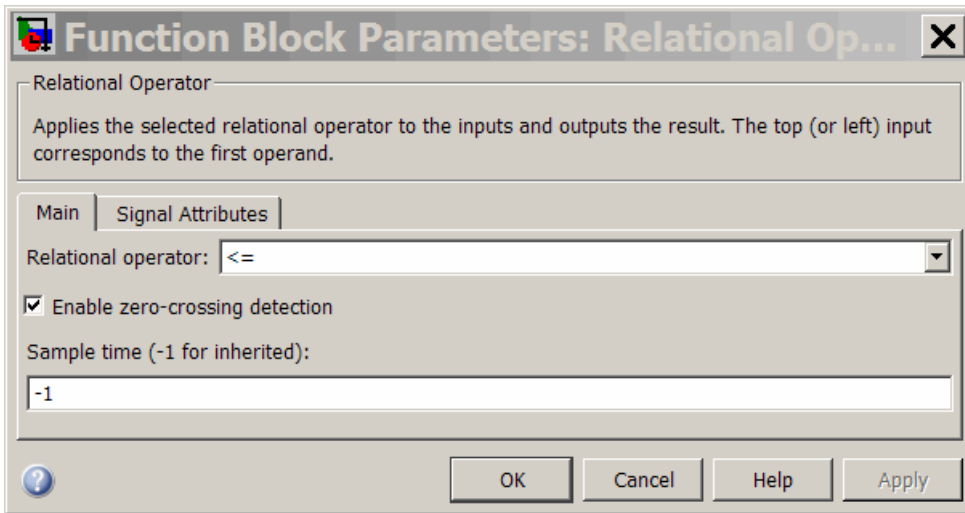 Function Block Parameters: Relational Op...
Relational Operator
Applies the selected relational operator to the inputs and outputs the result. The top (or left) input
corresponds to the first operand.
Main Signal Attributes
Relational operator: <=
Enable zero-crossing detection
Sample time (-1 for inherited):
-1
OK Cancel Help Apply